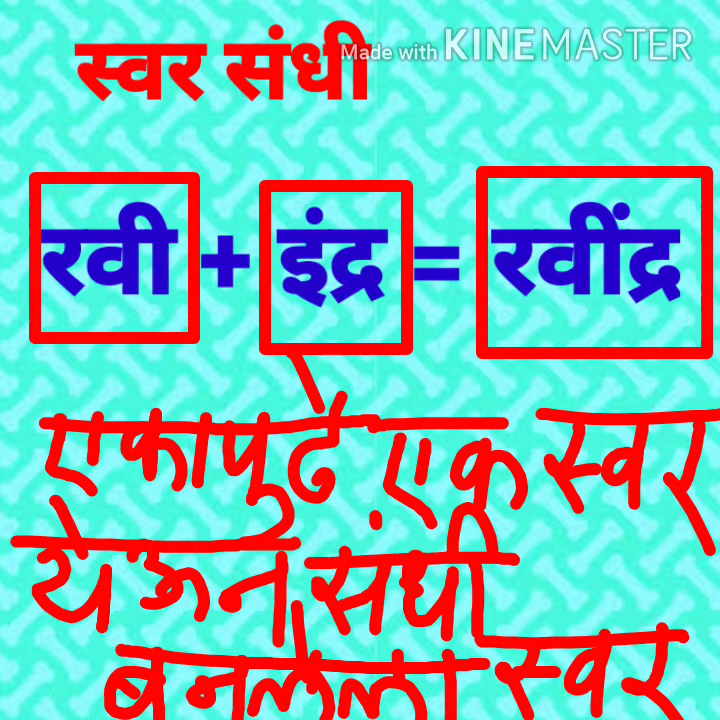 स्वर संधी
Made with KINEMASTER
रवी + इंद्र = रवींद्र
एकापुढे एक स्वर
येऊन संधी
बनलेला स्वर